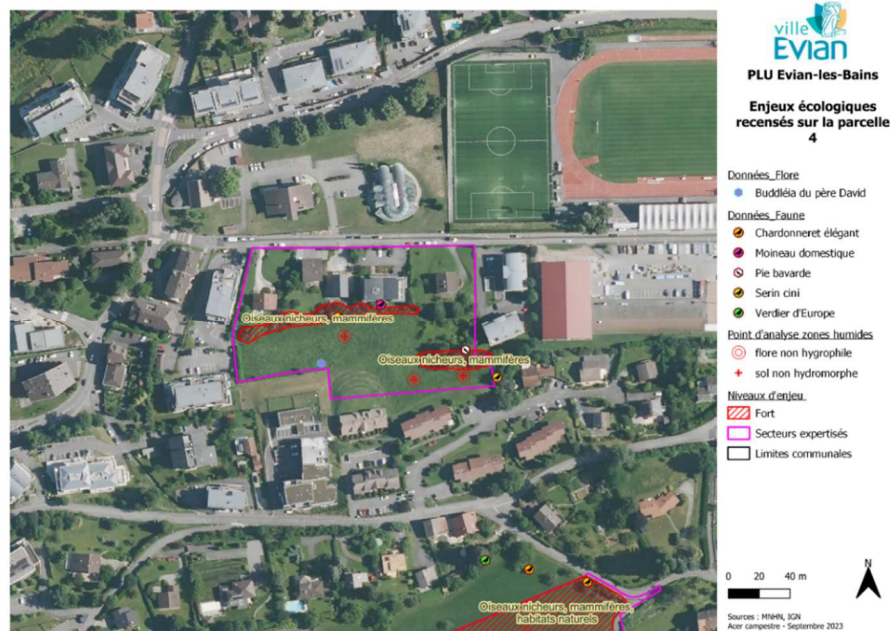 ville
Evian
PLU Evian-les-Bains
Enjeux écologiques
recensés sur la parcelle
4
Données_Flore
Buddléia du père David
Données_Faune
Chardonneret élégant
Moineau domestique
Pie bavarde
Serin cini
Verdier d'Europe
Point d'analyse zones humides
flore non hygrophile
sol non hydromorphe
Niveaux d'enjeu
Fort
Secteurs expertisés
Limites communales
0 20 40 m
N
Sources : MNHN, IGN
Acer campestre - Septembre 2023
Oiseaux nicheurs, mammifères
Oiseaux nicheurs, mammifères
Oiseaux nicheurs, mammifères,
habitats naturels